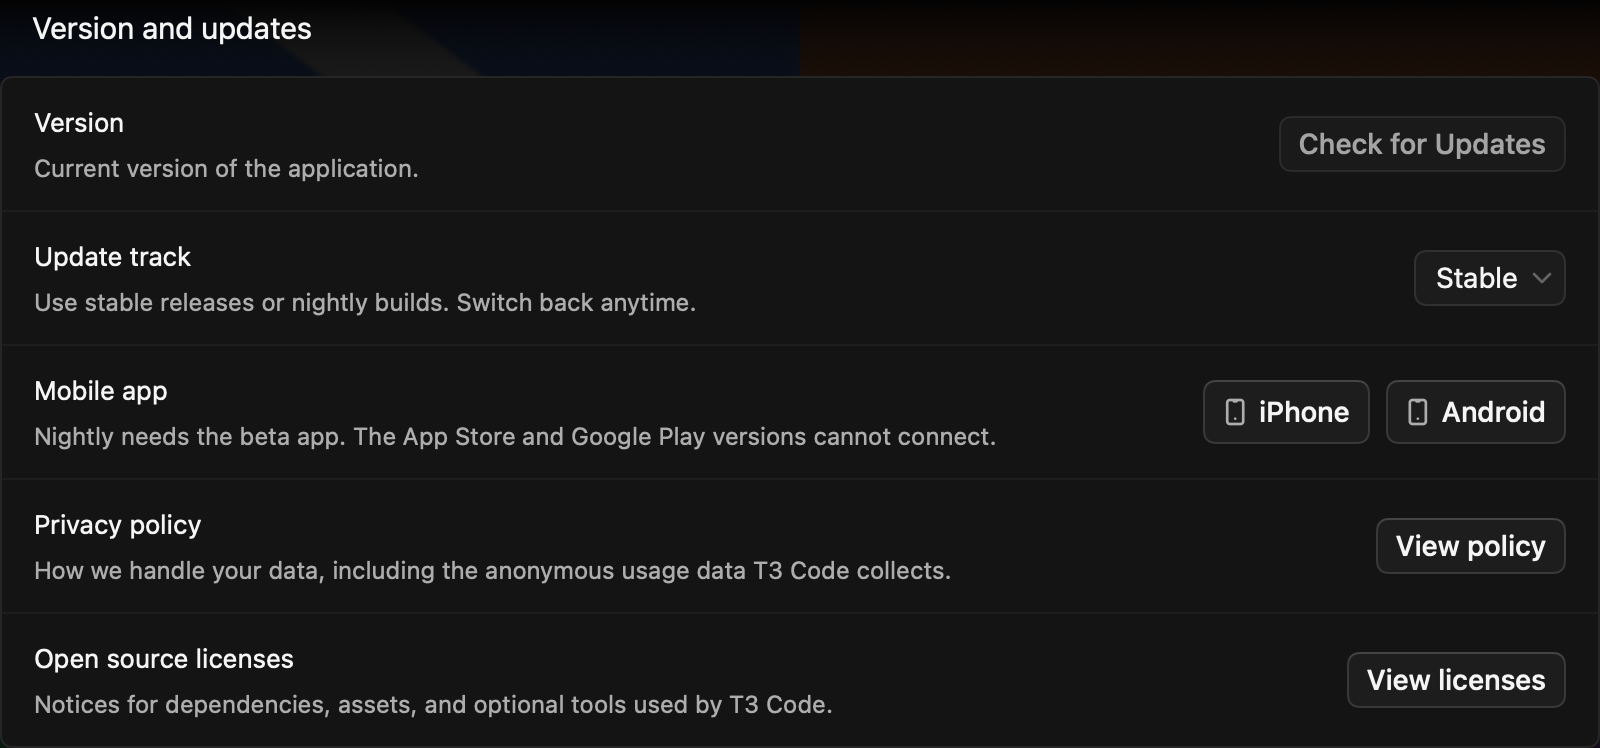 Version and updates
Version
Current version of the application.
Check for Updates
Update track
Use stable releases or nightly builds. Switch back anytime.
Stable
Mobile app
Nightly needs the beta app. The App Store and Google Play versions cannot connect.
iPhone
Android
Privacy policy
How we handle your data, including the anonymous usage data T3 Code collects.
View policy
Open source licenses
Notices for dependencies, assets, and optional tools used by T3 Code.
View licenses